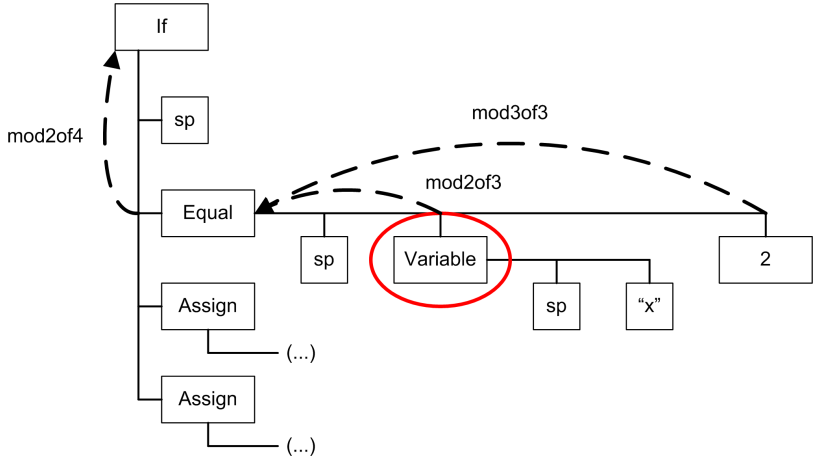 If
sp
mod3of3
mod2of4
mod2of3
Equal
sp
Variable
2
sp
“x”
Assign
(...)
Assign
(...)